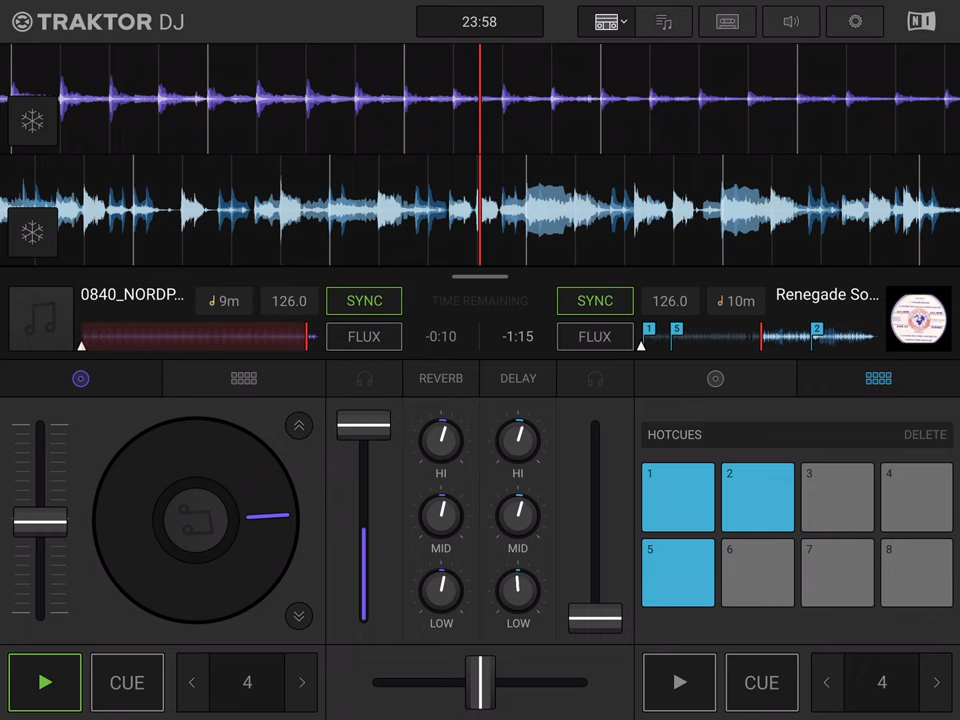 TRAKTOR DJ
23:58
NI
0840_NORDP...
9m
126.0
SYNC
TIME REMAINING
SYNC
126.0
10m
Renegade So...
FLUX
-0:10
-1:15
FLUX
1
5
2
REVERB
DELAY
HI
HI
MID
MID
LOW
LOW
HOTCUES
DELETE
1
2
3
4
5
6
7
8
CUE
4
CUE
4